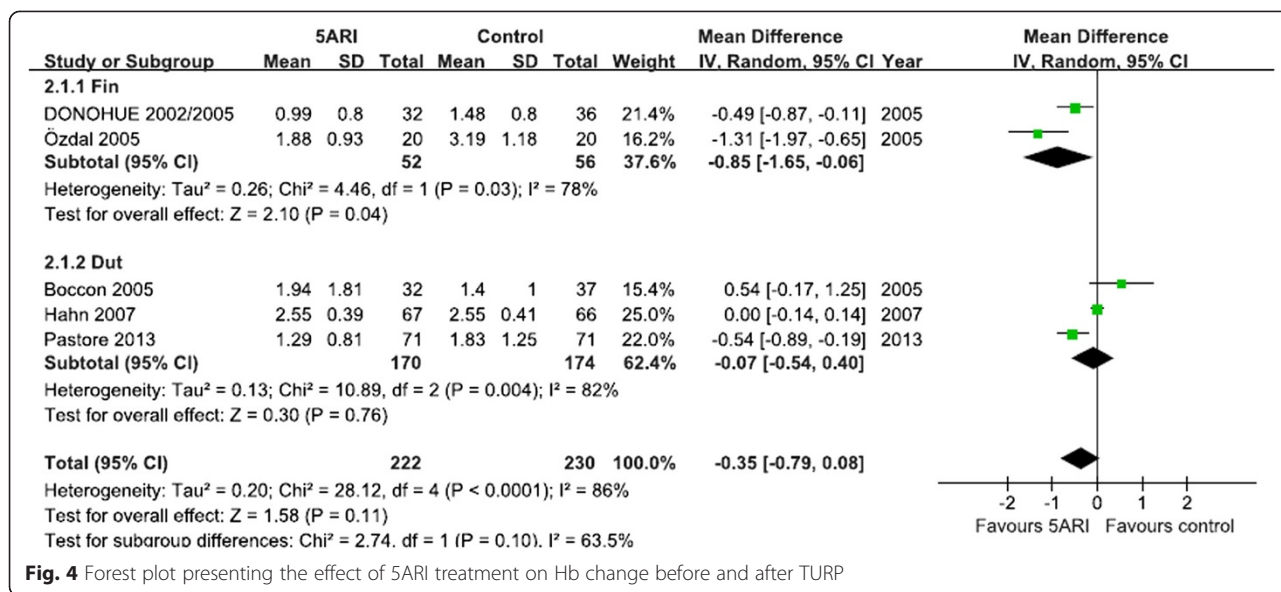 5ARI Control Mean Difference Mean Difference
Study or Subgroup Mean SD Total Mean SD Total Weight IV, Random, 95% CI Year IV, Random, 95% CI
2.1.1 Fin
DONOHUE 2002/2005 0.99 0.8 32 1.48 0.8 36 21.4% -0.49 [-0.87, -0.11] 2005
Özdal 2005 1.88 0.93 20 3.19 1.18 20 16.2% -1.31 [-1.97, -0.65] 2005
Subtotal (95% CI) 52 56 37.6% -0.85 [-1.65, -0.06]
Heterogeneity: Tau² = 0.26; Chi² = 4.46, df = 1 (P = 0.03); I² = 78%
Test for overall effect: Z = 2.10 (P = 0.04)
2.1.2 Dut
Boccon 2005 1.94 1.81 32 1.4 1 37 15.4% 0.54 [-0.17, 1.25] 2005
Hahn 2007 2.55 0.39 67 2.55 0.41 66 25.0% 0.00 [-0.14, 0.14] 2007
Pastore 2013 1.29 0.81 71 1.83 1.25 71 22.0% -0.54 [-0.89, -0.19] 2013
Subtotal (95% CI) 170 174 62.4% -0.07 [-0.54, 0.40]
Heterogeneity: Tau² = 0.13; Chi² = 10.89, df = 2 (P = 0.004); I² = 82%
Test for overall effect: Z = 0.30 (P = 0.76)
Total (95% CI) 222 230 100.0% -0.35 [-0.79, 0.08]
Heterogeneity: Tau² = 0.20; Chi² = 28.12, df = 4 (P < 0.0001); I² = 86%
Test for overall effect: Z = 1.58 (P = 0.11)
Test for subgroup differences: Chi² = 2.74, df = 1 (P = 0.10), I² = 63.5%
-2 -1 0 1 2
Favours 5ARI Favours control
Fig. 4 Forest plot presenting the effect of 5ARI treatment on Hb change before and after TURP